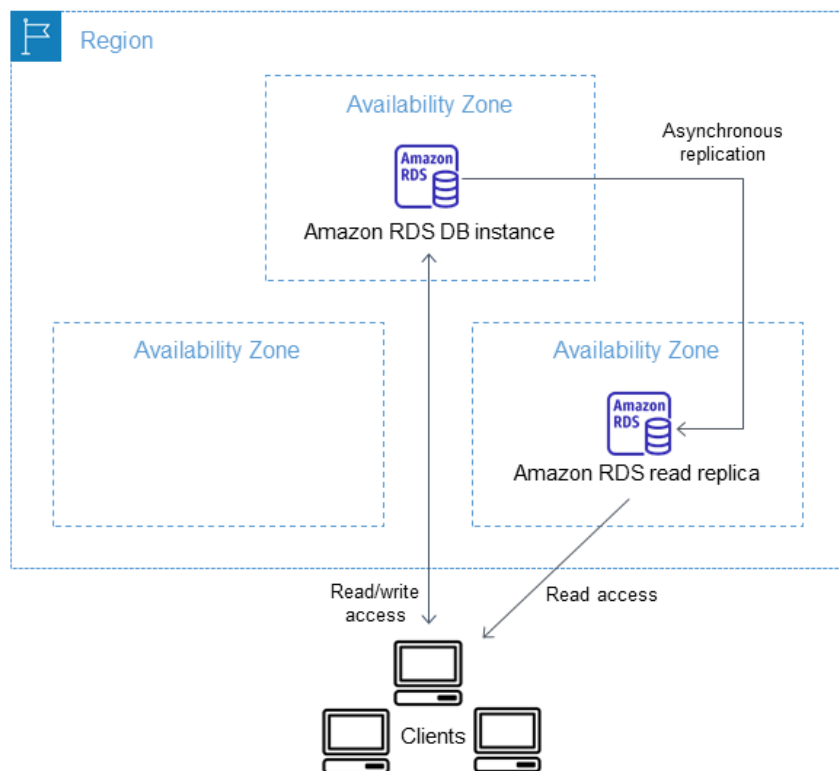 Region
Availability Zone
Asynchronous
replication
Amazon
RDS
Amazon RDS DB instance
Availability Zone
Availability Zone
Amazon
RDS
Amazon RDS read replica
Read/write
access
Read access
Clients